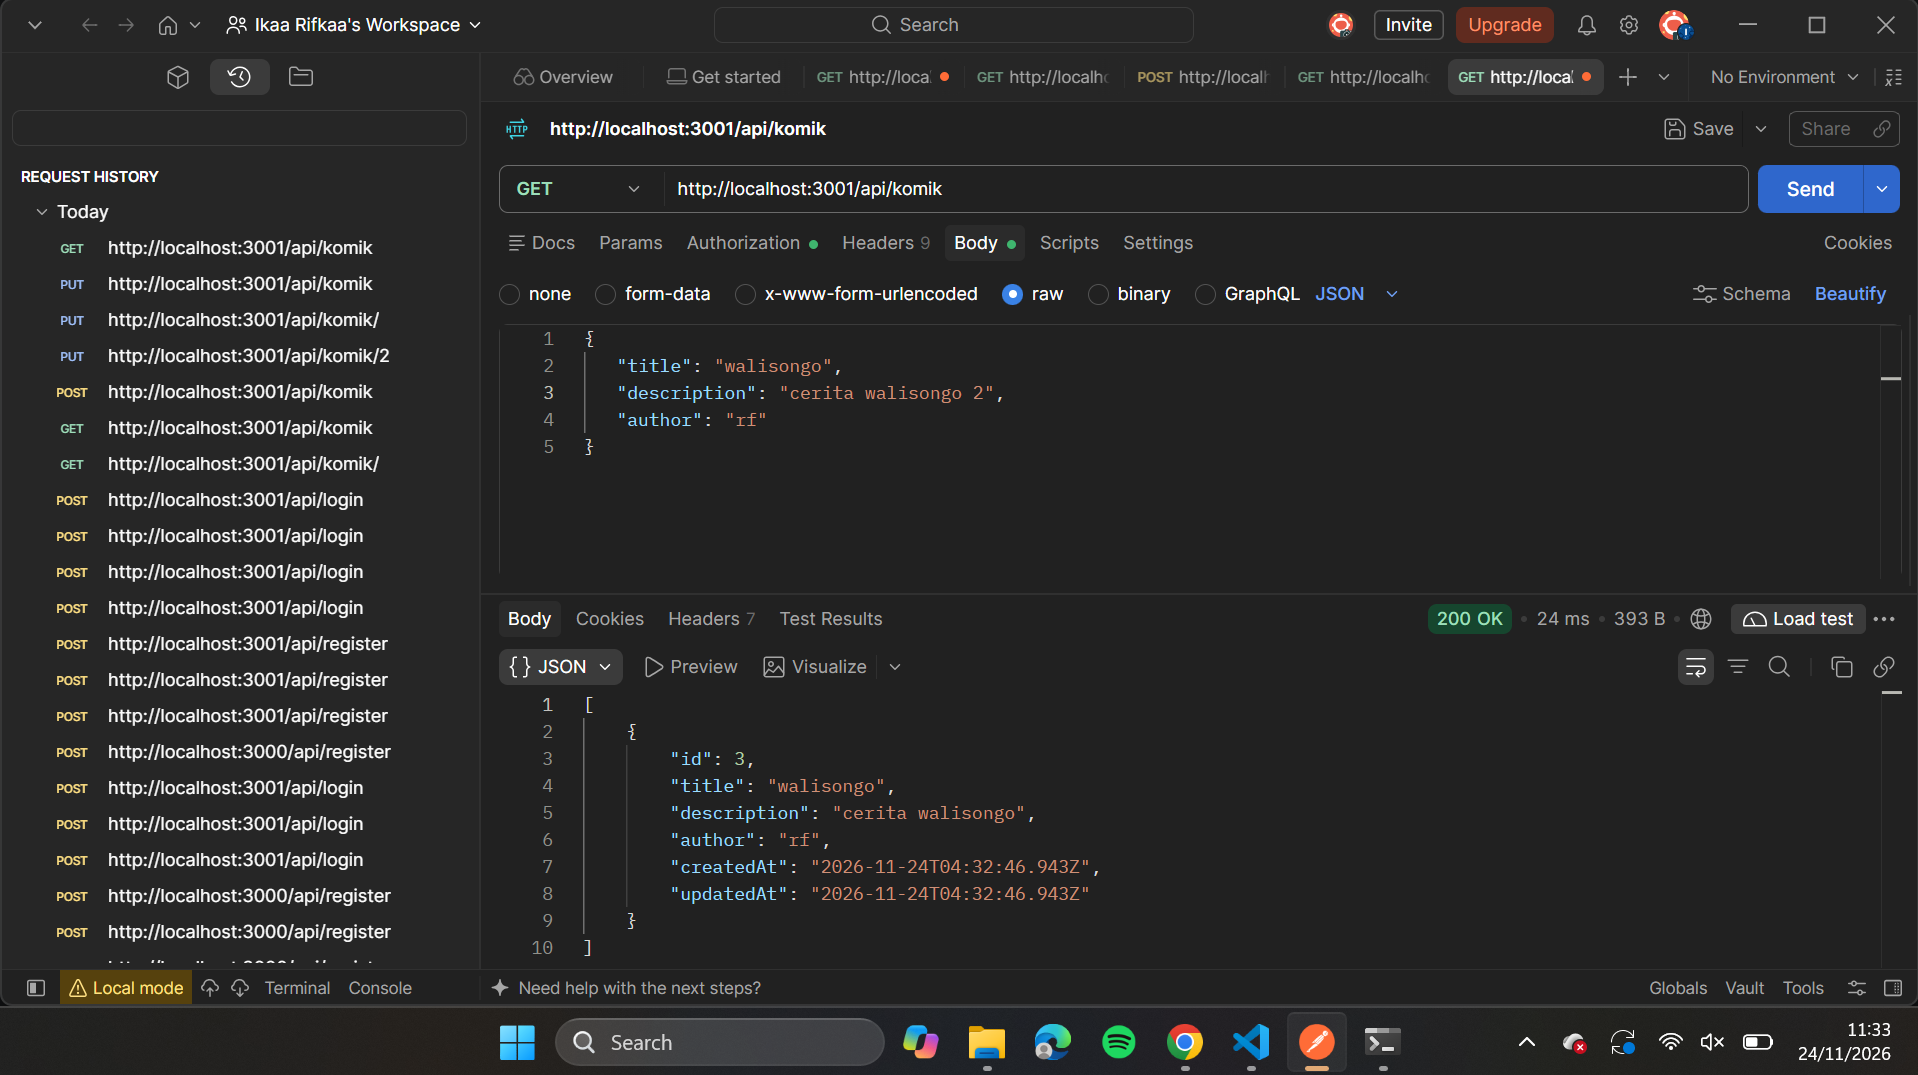 Ikaa Rifkaa's Workspace
Search
Invite
Upgrade
Overview
Get started
GET http://loca
GET http://localho
POST http://locall
GET http://localho
GET http://local
No Environment
HTTP http://localhost:3001/api/komik
Save
Share
REQUEST HISTORY
Today
GET http://localhost:3001/api/komik
PUT http://localhost:3001/api/komik
PUT http://localhost:3001/api/komik/
PUT http://localhost:3001/api/komik/2
POST http://localhost:3001/api/komik
GET http://localhost:3001/api/komik
GET http://localhost:3001/api/komik/
POST http://localhost:3001/api/login
POST http://localhost:3001/api/login
POST http://localhost:3001/api/login
POST http://localhost:3001/api/login
POST http://localhost:3001/api/register
POST http://localhost:3001/api/register
POST http://localhost:3001/api/register
POST http://localhost:3000/api/register
POST http://localhost:3001/api/login
POST http://localhost:3001/api/login
POST http://localhost:3001/api/login
POST http://localhost:3000/api/register
POST http://localhost:3000/api/register
GET http://localhost:3001/api/komik
Send
Docs Params Authorization Headers 9 Body Scripts Settings Cookies
none form-data x-www-form-urlencoded raw binary GraphQL JSON Schema Beautify
1 {
2 "title": "walisongo",
3 "description": "cerita walisongo 2",
4 "author": "rf"
5 }
Body Cookies Headers 7 Test Results 200 OK 24 ms 393 B Load test
{ } JSON Preview Visualize
1 [
2 {
3 "id": 3,
4 "title": "walisongo",
5 "description": "cerita walisongo",
6 "author": "rf",
7 "createdAt": "2026-11-24T04:32:46.943Z",
8 "updatedAt": "2026-11-24T04:32:46.943Z"
9 }
10 ]
Local mode Terminal Console Need help with the next steps? Globals Vault Tools
Search
11:33
24/11/2026